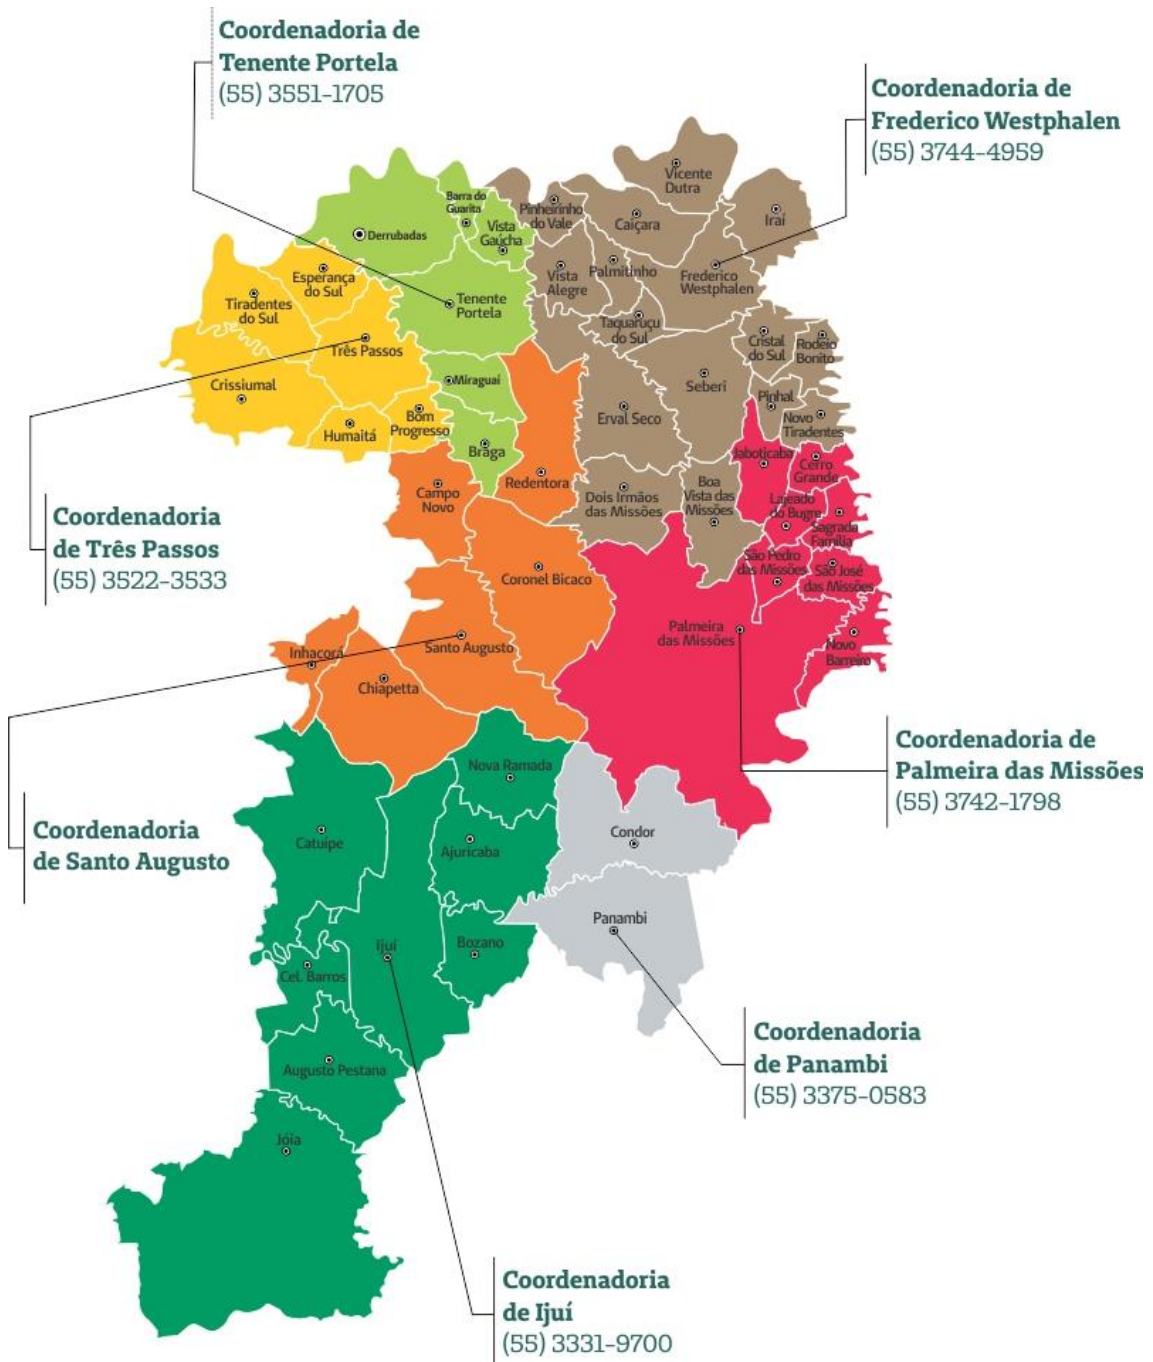 Coordenadoria de
Tenente Portela
(55) 3551-1705
Coordenadoria de
Frederico Westphalen
(55) 3744-4959
Vicente
Dutra
Barra do
Guarita
Pinheirinho
do Vale
Caiçara
Iraí
Derrubadas
Vista
Gaúcha
Esperança
do Sul
Vista
Alegre
Palmitinho
Frederico
Westphalen
Tiradentes
do Sul
Tenente
Portela
Taquaruçu
do Sul
Cristal
do Sul
Rodeio
Bonito
Três Passos
Crissiumal
Miraguaí
Seberi
Pinhal
Humaitá
Bom
Progresso
Erval Seco
Novo
Tiradentes
Braga
Jaboticaba
Cerro
Grande
Campo
Novo
Redentora
Dois Irmãos
das Missões
Boa
Vista das
Missões
Lajeado
do Bugre
Sagrada
Família
Coordenadoria
de Três Passos
(55) 3522-3533
Coronel Bicaco
São Pedro
das Missões
São José
das Missões
Inhacorá
Santo Augusto
Palmeira
das Missões
Novo
Barreiro
Chiapetta
Coordenadoria de
Palmeira das Missões
(55) 3742-1798
Nova Ramada
Coordenadoria
de Santo Augusto
Catuípe
Ajuricaba
Condor
Panambi
Ijuí
Bozano
Cel. Barros
Coordenadoria
de Panambi
(55) 3375-0583
Augusto Pestana
Jóia
Coordenadoria
de Ijuí
(55) 3331-9700